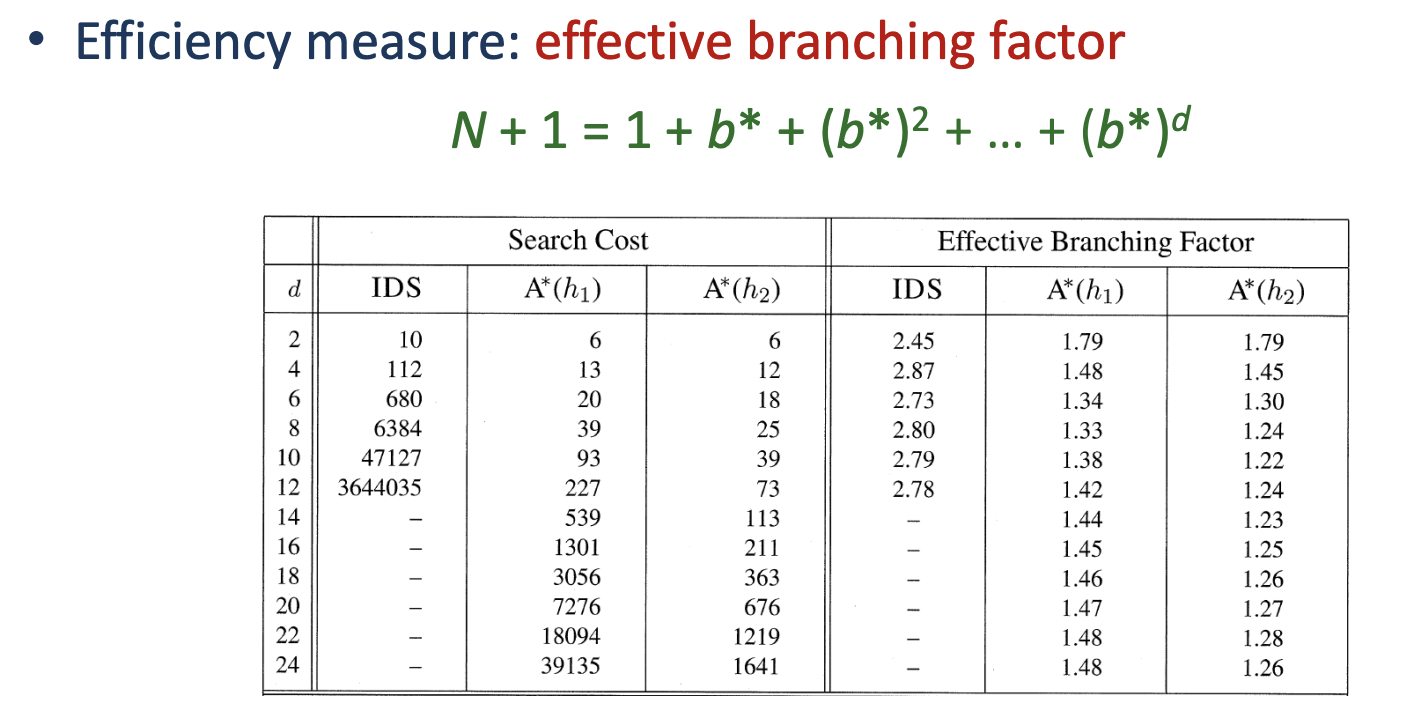 • Efficiency measure: effective branching factor
N + 1 = 1 + b* + (b*)² + … + (b*)ᵈ
Search Cost Effective Branching Factor
d IDS A*(h₁) A*(h₂) IDS A*(h₁) A*(h₂)
2 10 6 6 2.45 1.79 1.79
4 112 13 12 2.87 1.48 1.45
6 680 20 18 2.73 1.34 1.30
8 6384 39 25 2.80 1.33 1.24
10 47127 93 39 2.79 1.38 1.22
12 3644035 227 73 2.78 1.42 1.24
14 – 539 113 – 1.44 1.23
16 – 1301 211 – 1.45 1.25
18 – 3056 363 – 1.46 1.26
20 – 7276 676 – 1.47 1.27
22 – 18094 1219 – 1.48 1.28
24 – 39135 1641 – 1.48 1.26